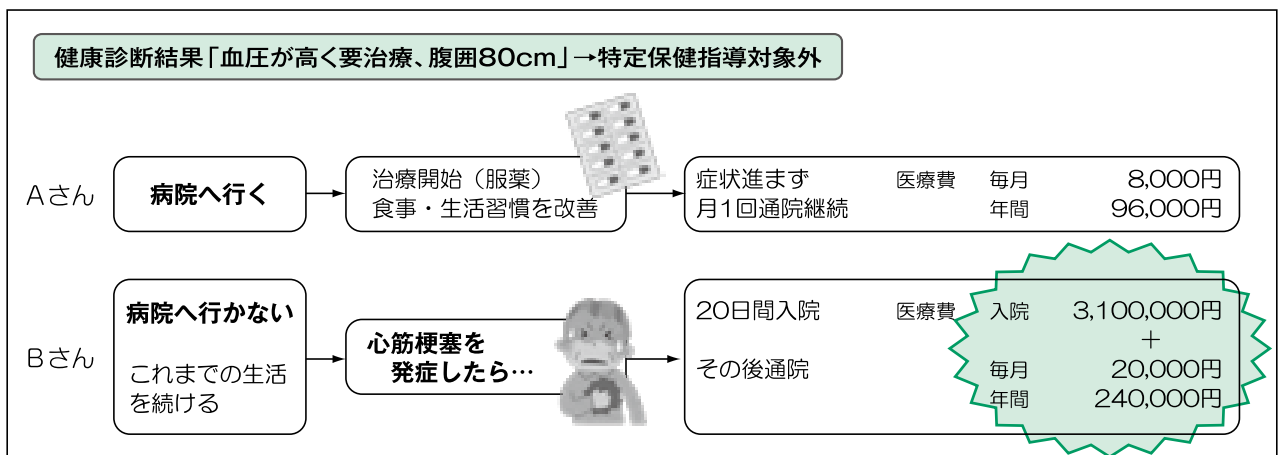 健康診断結果「血圧が高く要治療、腹囲80cm」→特定保健指導対象外
Aさん
病院へ行く
治療開始（服薬）
食事・生活習慣を改善
症状進まず 医療費 毎月 8,000円
月1回通院継続 年間 96,000円
Bさん
病院へ行かない
これまでの生活
を続ける
心筋梗塞を
発症したら…
20日間入院 医療費 入院 3,100,000円
＋
その後通院 毎月 20,000円
年間 240,000円